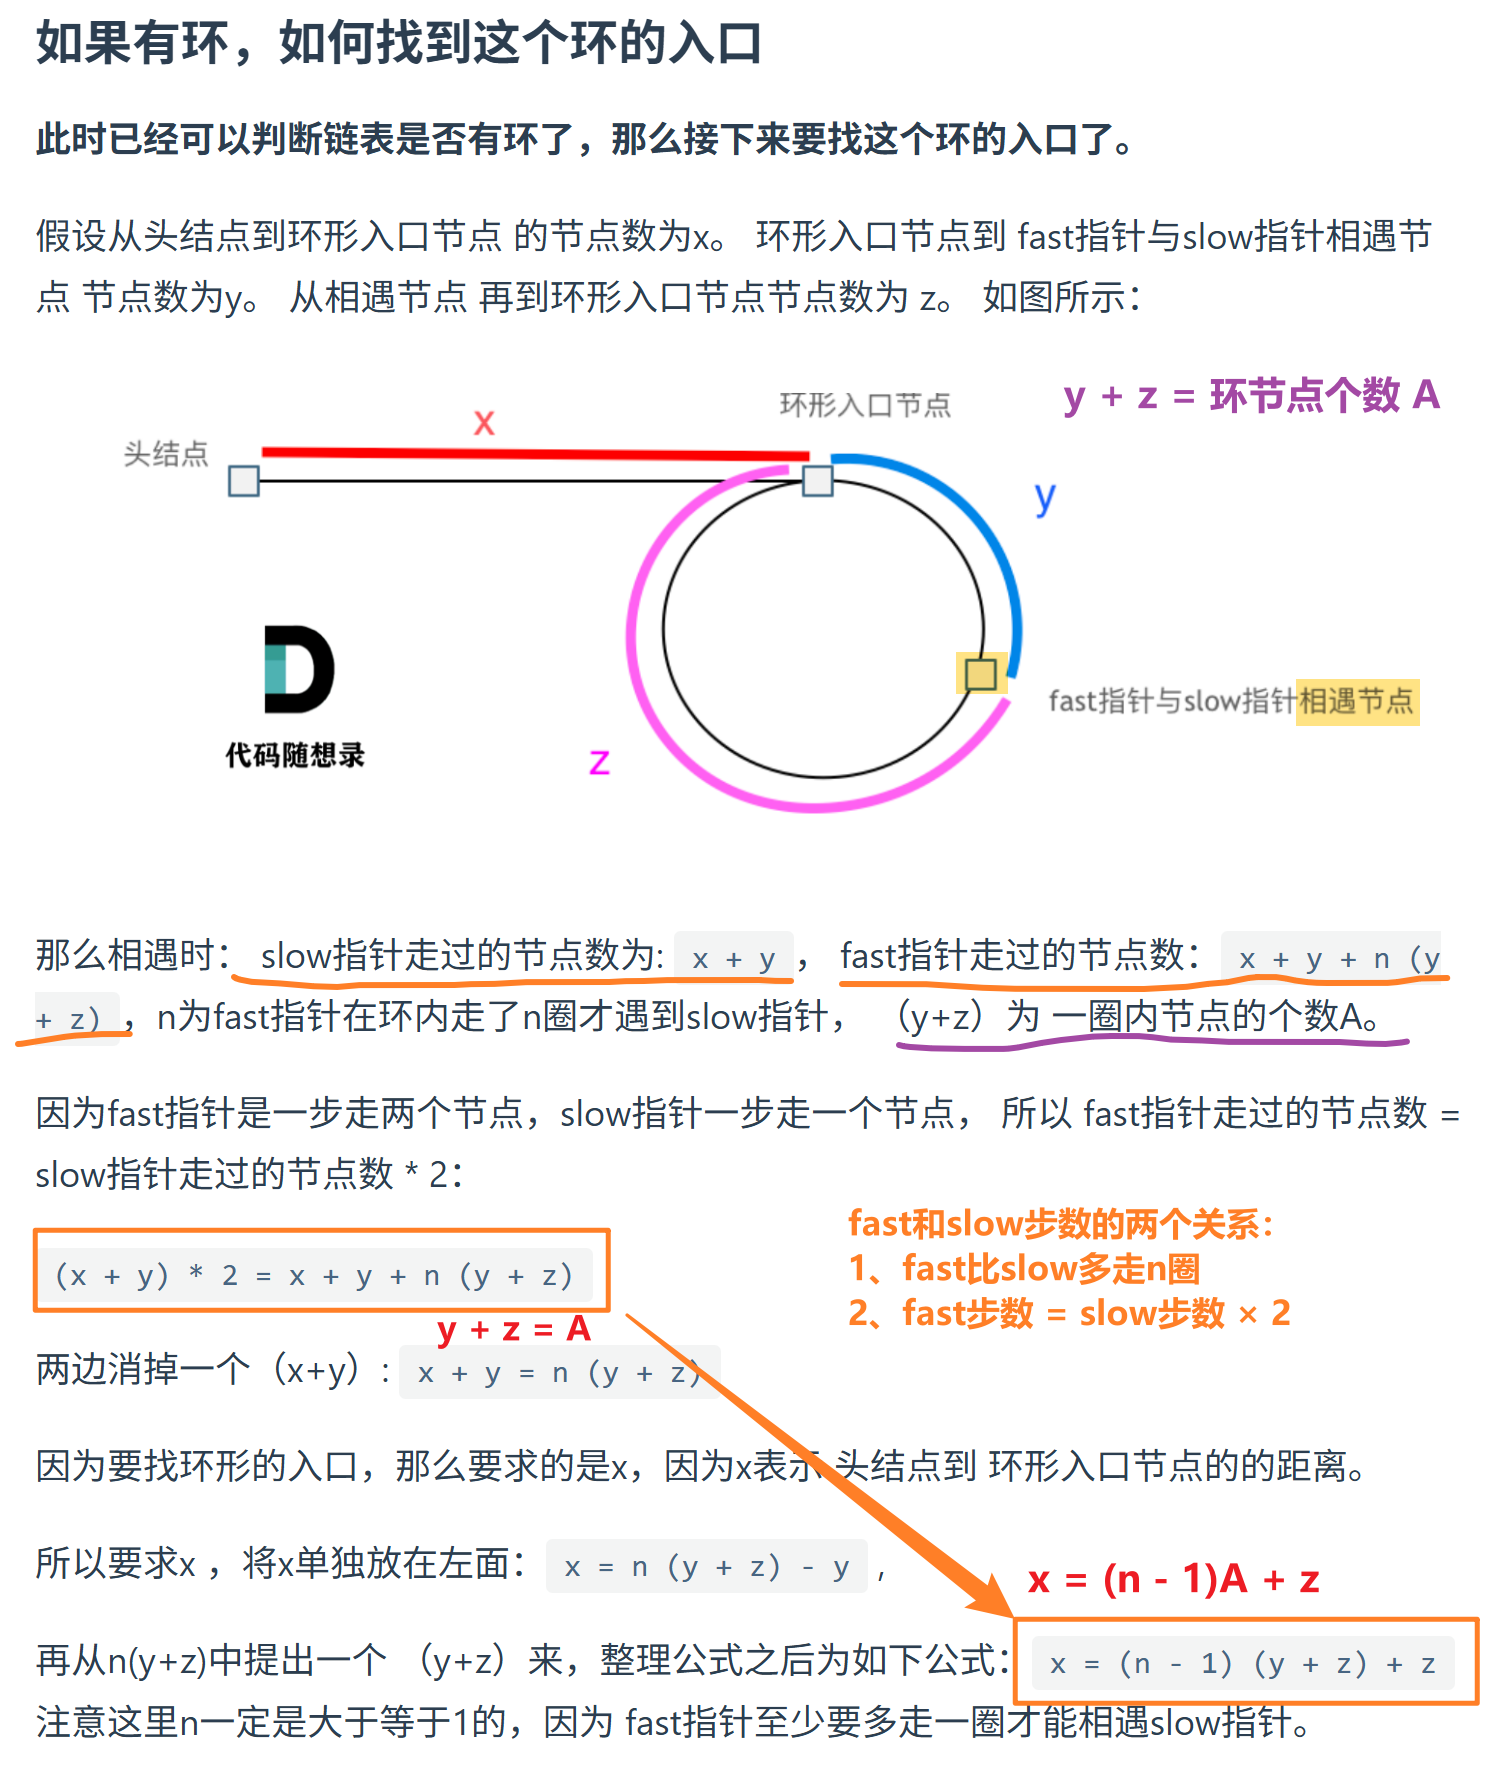 如果有环，如何找到这个环的入口
此时已经可以判断链表是否有环了，那么接下来要找这个环的入口了。
假设从头结点到环形入口节点 的节点数为x。 环形入口节点到 fast指针与slow指针相遇节
点 节点数为y。 从相遇节点 再到环形入口节点节点数为 z。 如图所示：
y + z = 环节点个数 A
环形入口节点
x
头结点
y
fast指针与slow指针相遇节点
代码随想录
z
那么相遇时： slow指针走过的节点数为: x + y ， fast指针走过的节点数： x + y + n (y
+ z) ，n为fast指针在环内走了n圈才遇到slow指针， （y+z）为 一圈内节点的个数A。
因为fast指针是一步走两个节点，slow指针一步走一个节点， 所以 fast指针走过的节点数 =
slow指针走过的节点数 * 2：
fast和slow步数的两个关系：
1、fast比slow多走n圈
2、fast步数 = slow步数 × 2
(x + y) * 2 = x + y + n (y + z)
y + z = A
两边消掉一个（x+y）: x + y = n (y + z)
因为要找环形的入口，那么要求的是x，因为x表示 头结点到 环形入口节点的的距离。
所以要求x ，将x单独放在左面： x = n (y + z) - y ,
x = (n - 1)A + z
再从n(y+z)中提出一个 （y+z）来，整理公式之后为如下公式： x = (n - 1) (y + z) + z
注意这里n一定是大于等于1的，因为 fast指针至少要多走一圈才能相遇slow指针。